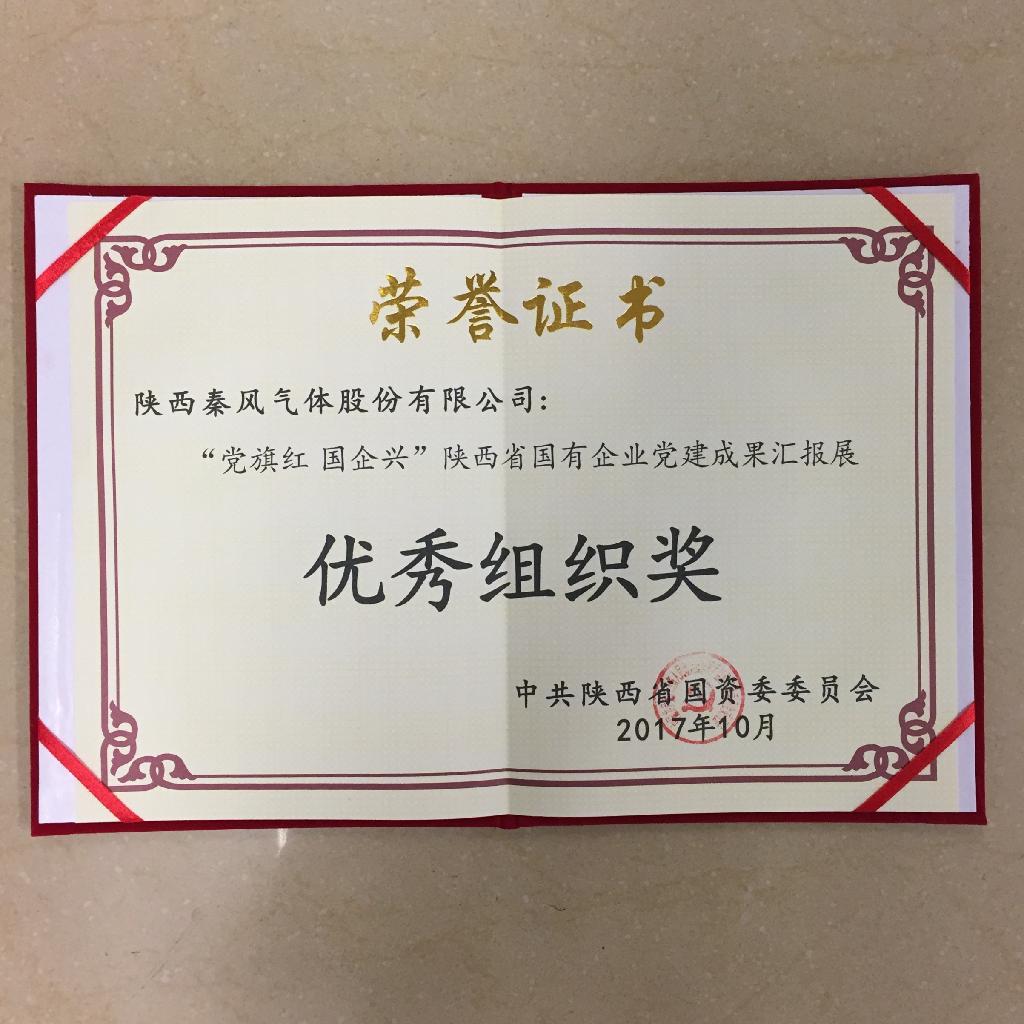 荣誉证书
陕西秦风气体股份有限公司:
“党旗红 国企兴”陕西省国有企业党建成果汇报展
优秀组织奖
中共陕西省国资委委员会
2017年10月